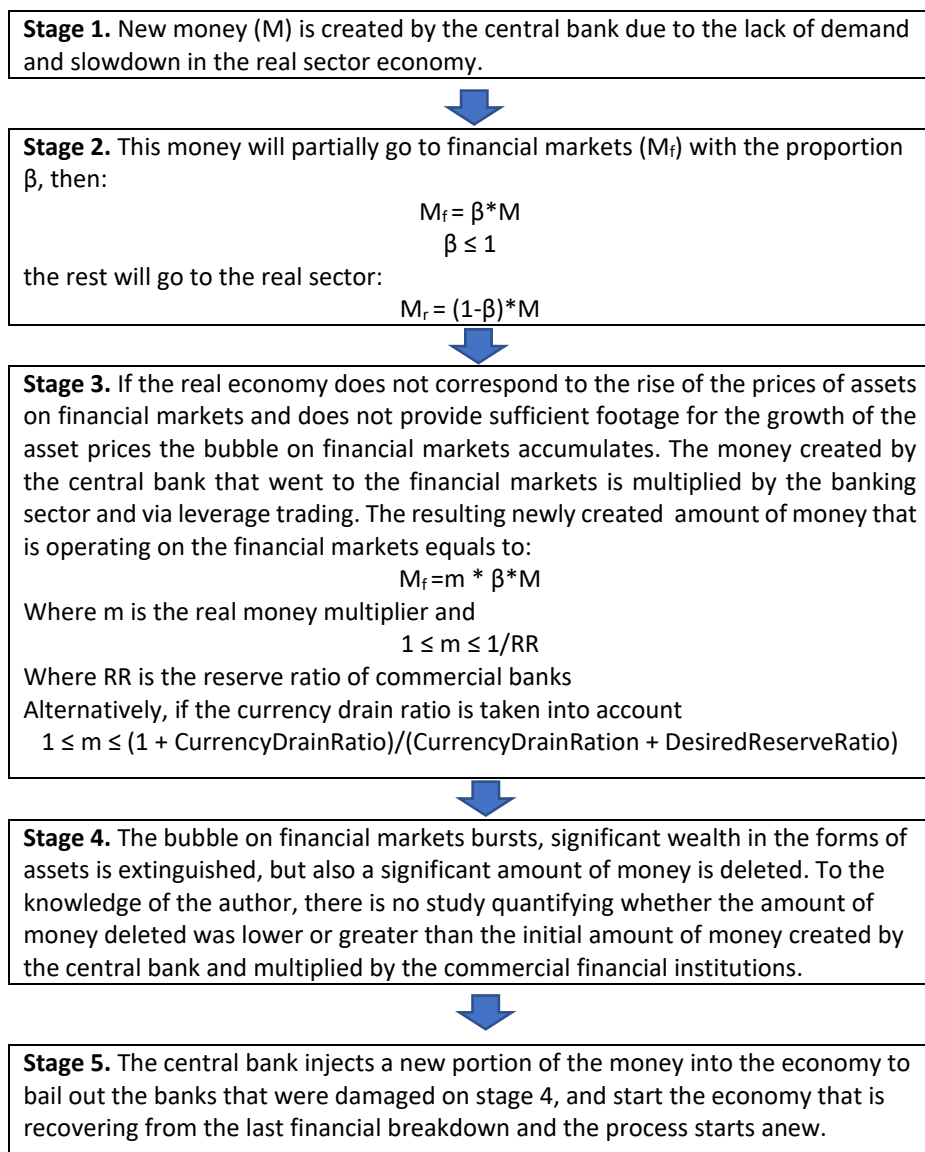 Stage 1. New money (M) is created by the central bank due to the lack of demand
and slowdown in the real sector economy.
Stage 2. This money will partially go to financial markets (Mf) with the proportion
β, then:
Mf = β*M
β ≤ 1
the rest will go to the real sector:
Mr = (1-β)*M
Stage 3. If the real economy does not correspond to the rise of the prices of assets
on financial markets and does not provide sufficient footage for the growth of the
asset prices the bubble on financial markets accumulates. The money created by
the central bank that went to the financial markets is multiplied by the banking
sector and via leverage trading. The resulting newly created amount of money that
is operating on the financial markets equals to:
Mf =m * β*M
Where m is the real money multiplier and
1 ≤ m ≤ 1/RR
Where RR is the reserve ratio of commercial banks
Alternatively, if the currency drain ratio is taken into account
1 ≤ m ≤ (1 + CurrencyDrainRatio)/(CurrencyDrainRation + DesiredReserveRatio)
Stage 4. The bubble on financial markets bursts, significant wealth in the forms of
assets is extinguished, but also a significant amount of money is deleted. To the
knowledge of the author, there is no study quantifying whether the amount of
money deleted was lower or greater than the initial amount of money created by
the central bank and multiplied by the commercial financial institutions.
Stage 5. The central bank injects a new portion of the money into the economy to
bail out the banks that were damaged on stage 4, and start the economy that is
recovering from the last financial breakdown and the process starts anew.